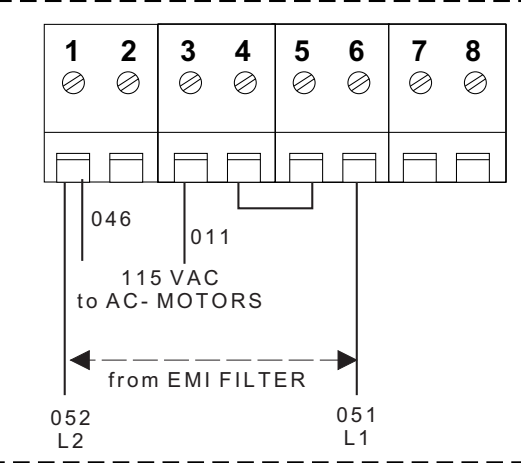 1 2 3 4 5 6 7 8
046
011
115 VAC
to AC- MOTORS
from EMI FILTER
052 051
L2 L1